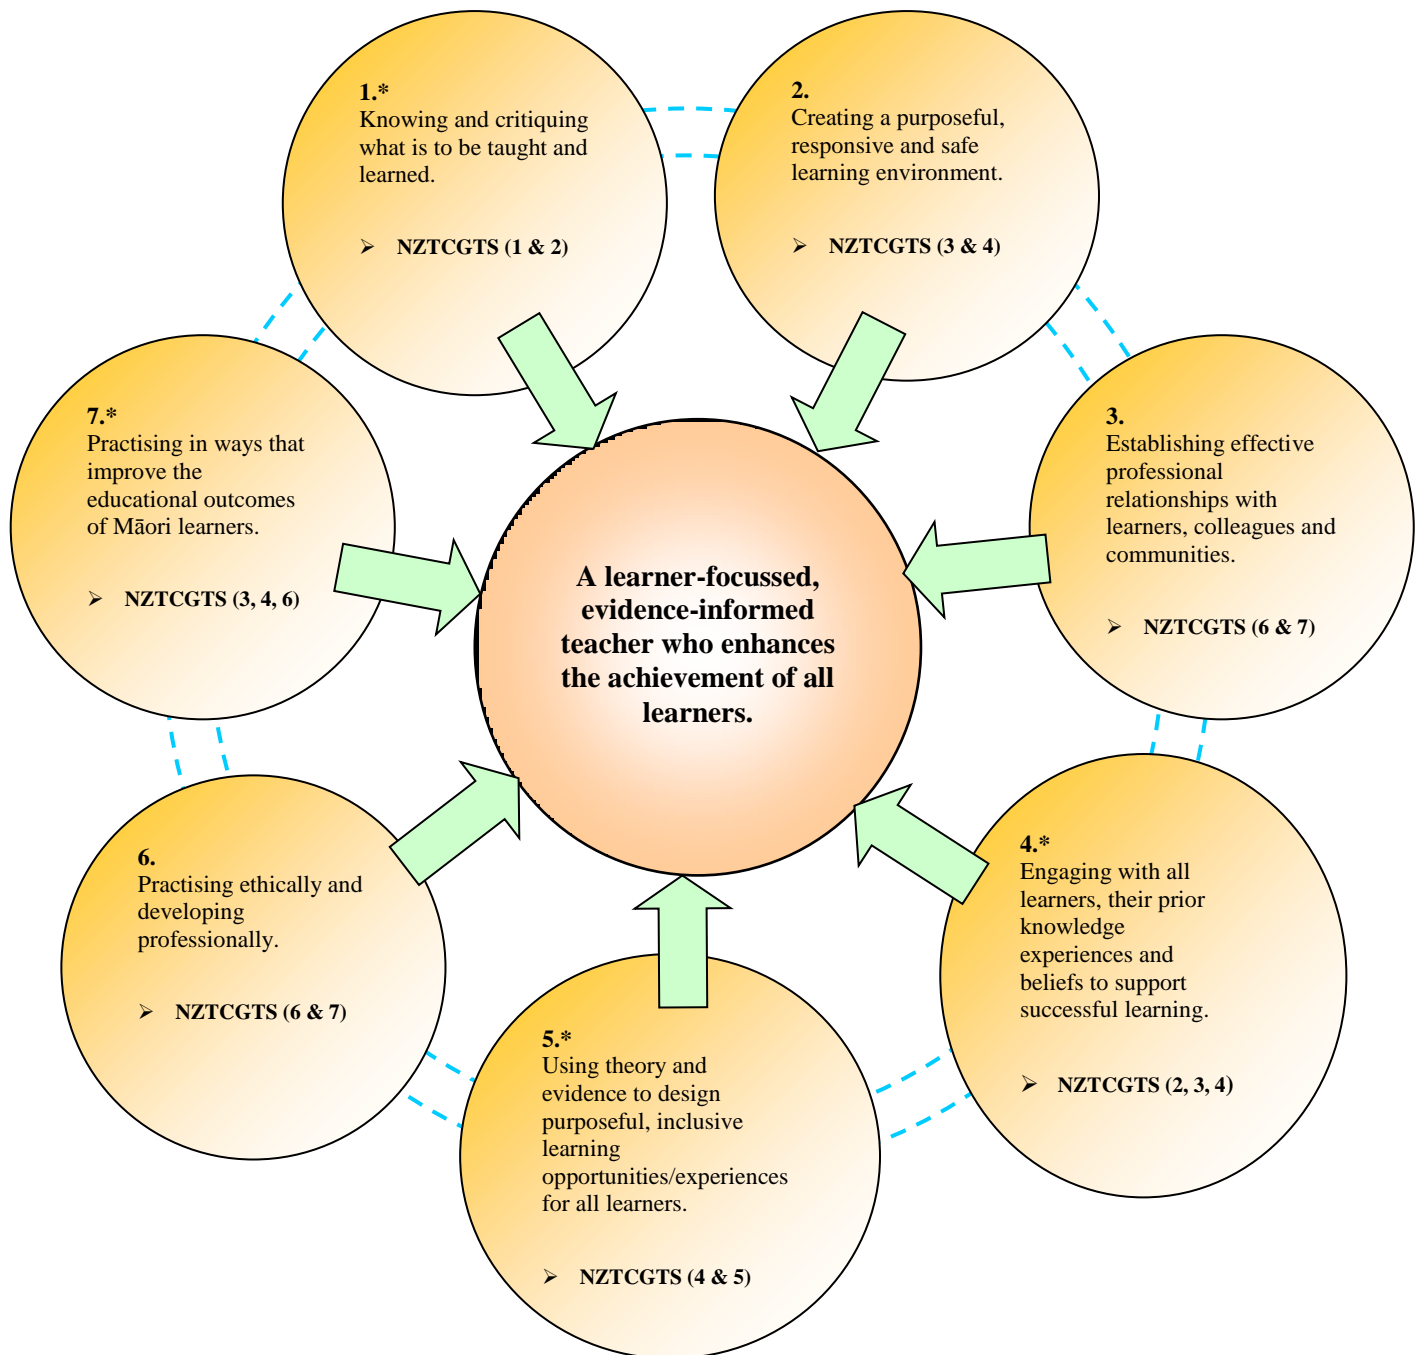 1.*
Knowing and critiquing
what is to be taught and
learned.
➢ NZTCGTS (1 & 2)
2.
Creating a purposeful,
responsive and safe
learning environment.
➢ NZTCGTS (3 & 4)
3.
Establishing effective
professional
relationships with
learners, colleagues and
communities.
➢ NZTCGTS (6 & 7)
4.*
Engaging with all
learners, their prior
knowledge
experiences and
beliefs to support
successful learning.
➢ NZTCGTS (2, 3, 4)
5.*
Using theory and
evidence to design
purposeful, inclusive
learning
opportunities/experiences
for all learners.
➢ NZTCGTS (4 & 5)
6.
Practising ethically and
developing
professionally.
➢ NZTCGTS (6 & 7)
7.*
Practising in ways that
improve the
educational outcomes
of Māori learners.
➢ NZTCGTS (3, 4, 6)
A learner-focussed,
evidence-informed
teacher who enhances
the achievement of all
learners.